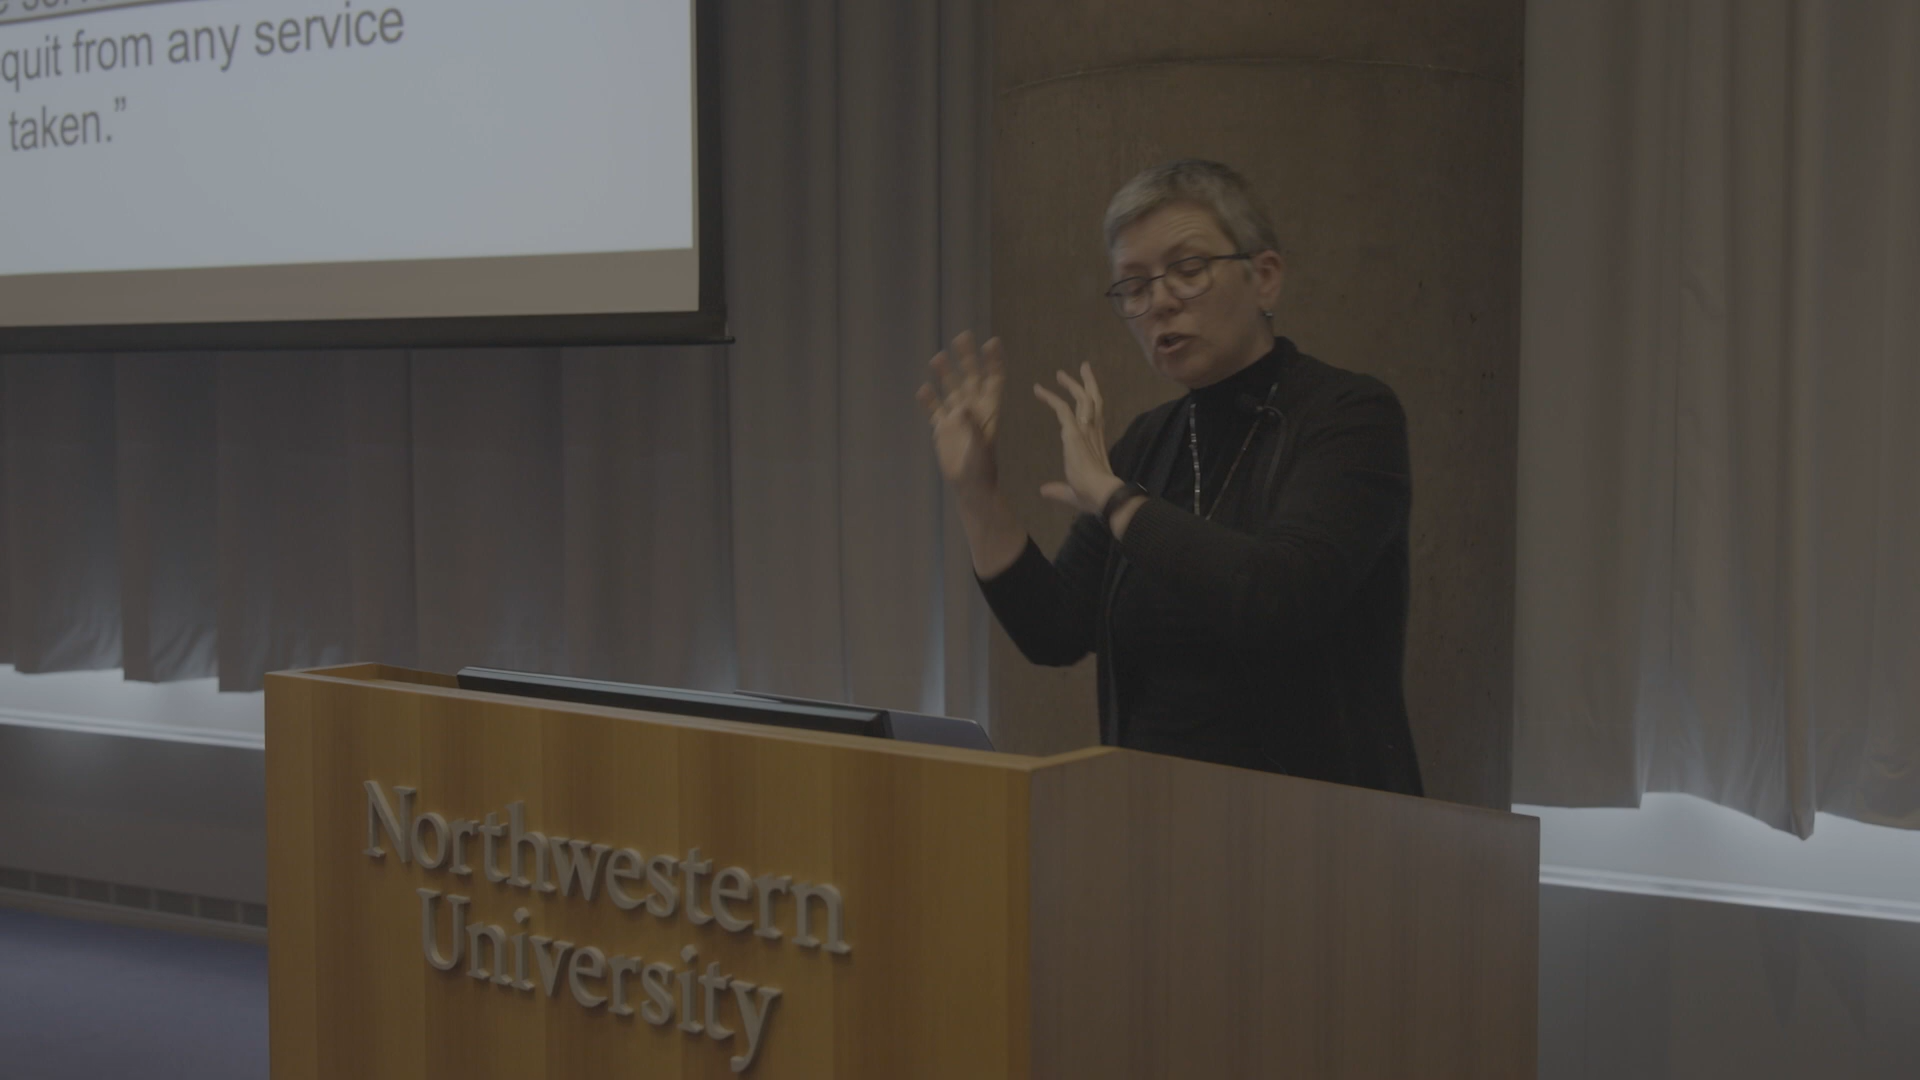 quit from any service
taken.”
Northwestern
University